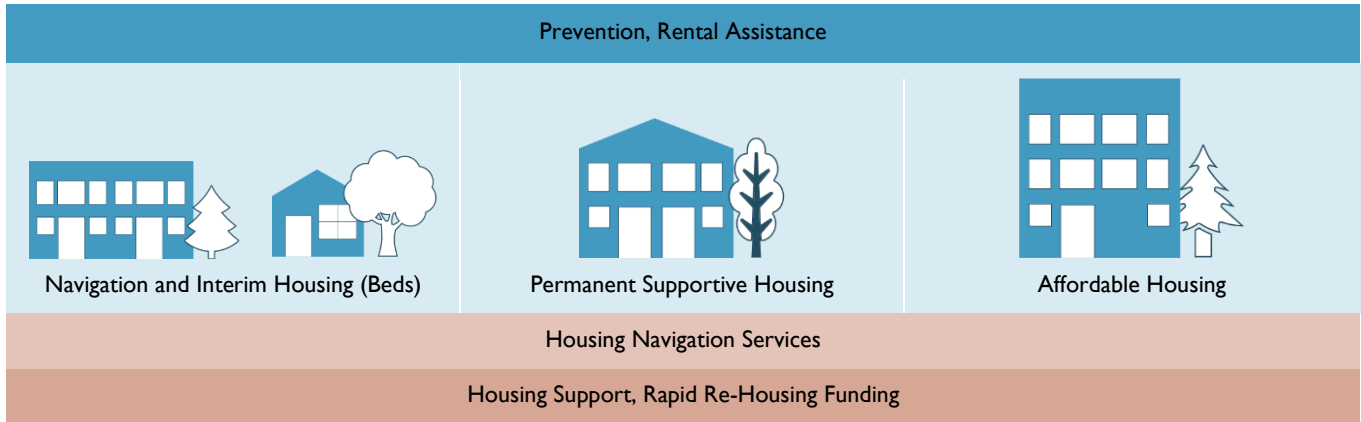 Prevention, Rental Assistance
Navigation and Interim Housing (Beds)
Permanent Supportive Housing
Affordable Housing
Housing Navigation Services
Housing Support, Rapid Re-Housing Funding